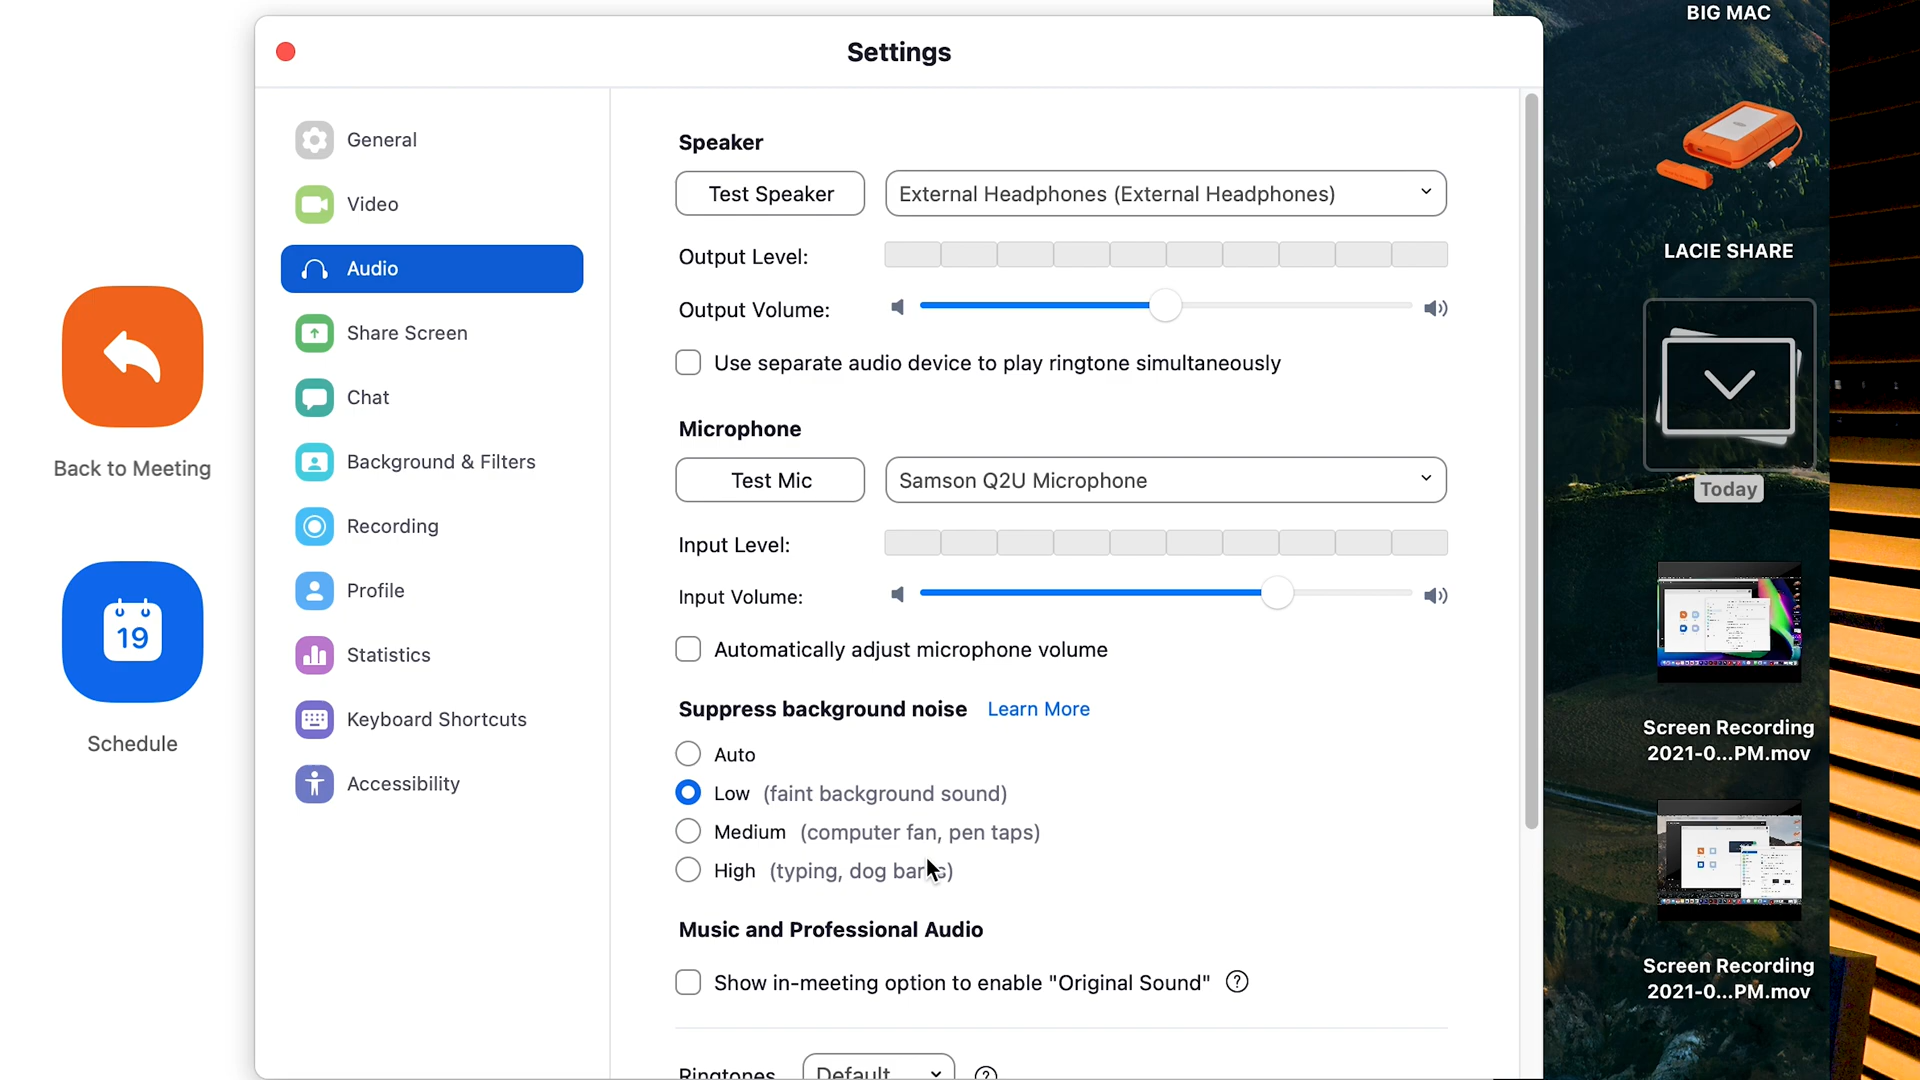 Settings
General
Video
Audio
Share Screen
Chat
Background & Filters
Recording
Profile
Statistics
Keyboard Shortcuts
Accessibility
Back to Meeting
19
Schedule
Speaker
Test Speaker
External Headphones (External Headphones)
Output Level:
Output Volume:
Use separate audio device to play ringtone simultaneously
Microphone
Test Mic
Samson Q2U Microphone
Input Level:
Input Volume:
Automatically adjust microphone volume
Suppress background noise Learn More
Auto
Low (faint background sound)
Medium (computer fan, pen taps)
High (typing, dog barks)
Music and Professional Audio
Show in-meeting option to enable "Original Sound" ?
Ringtones Default ?
BIG MAC
LACIE SHARE
Today
Screen Recording
2021-0...PM.mov
Screen Recording
2021-0...PM.mov